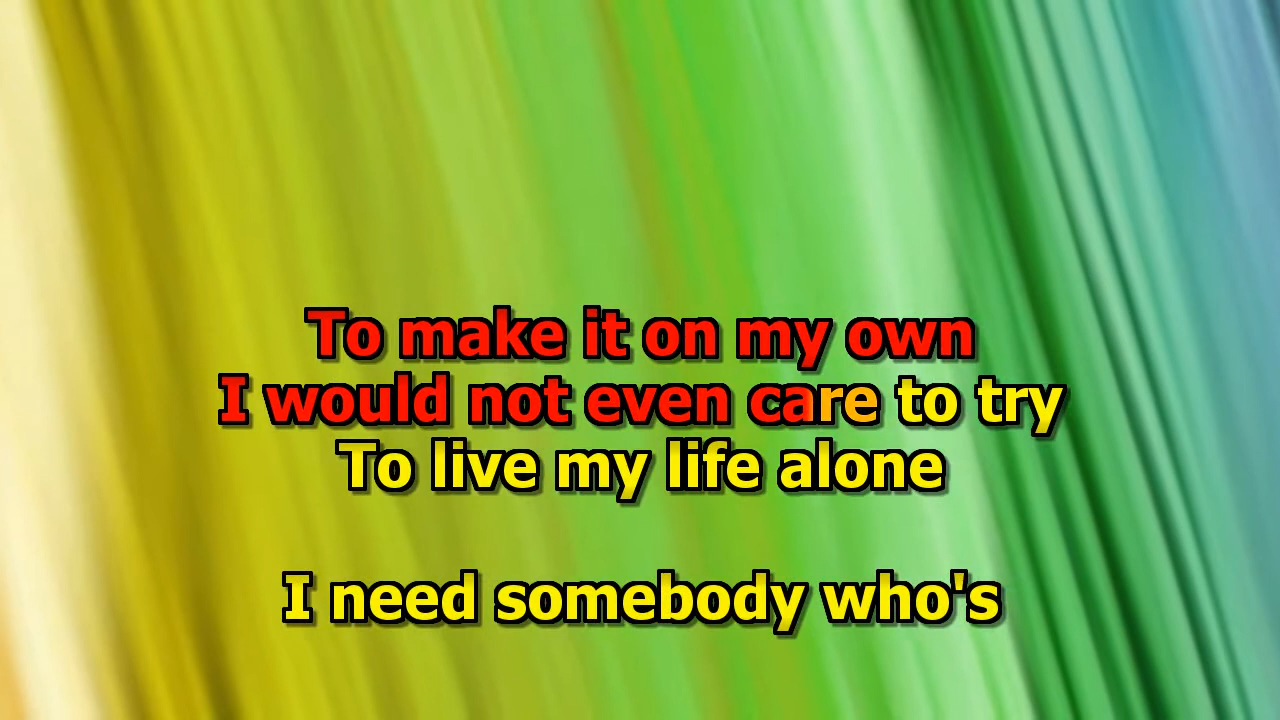 To make it on my own
I would not even care to try
To live my life alone
I need somebody who's